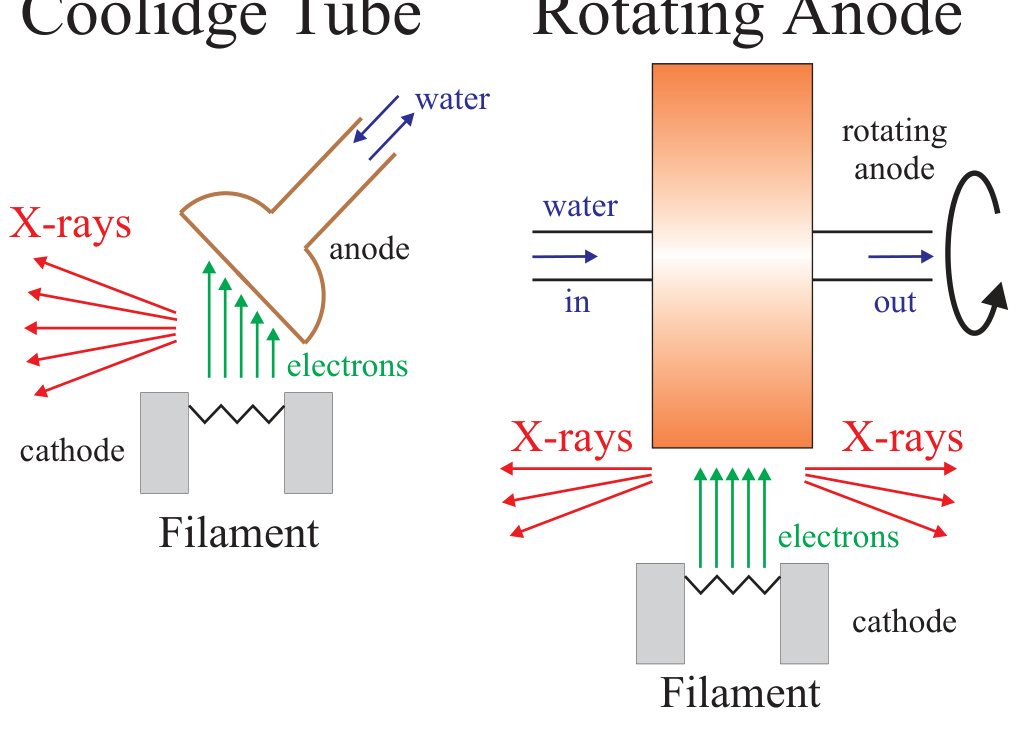 Coolidge Tube
water
X-rays
anode
electrons
cathode
Filament
Rotating Anode
rotating
anode
water
in
out
X-rays
X-rays
electrons
cathode
Filament